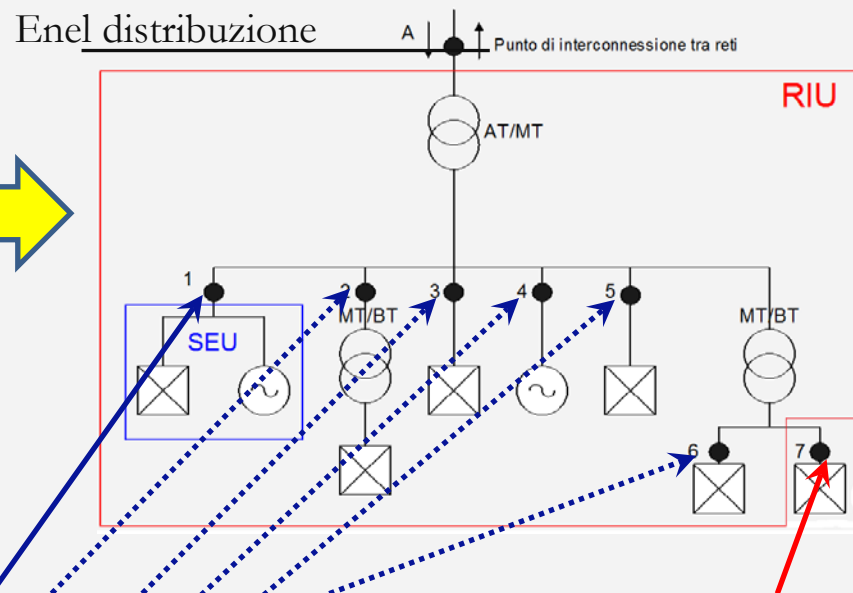 Enel distribuzione
A
Punto di interconnessione tra reti
RIU
AT/MT
1
2
3
4
5
MT/BT
MT/BT
SEU
6
7